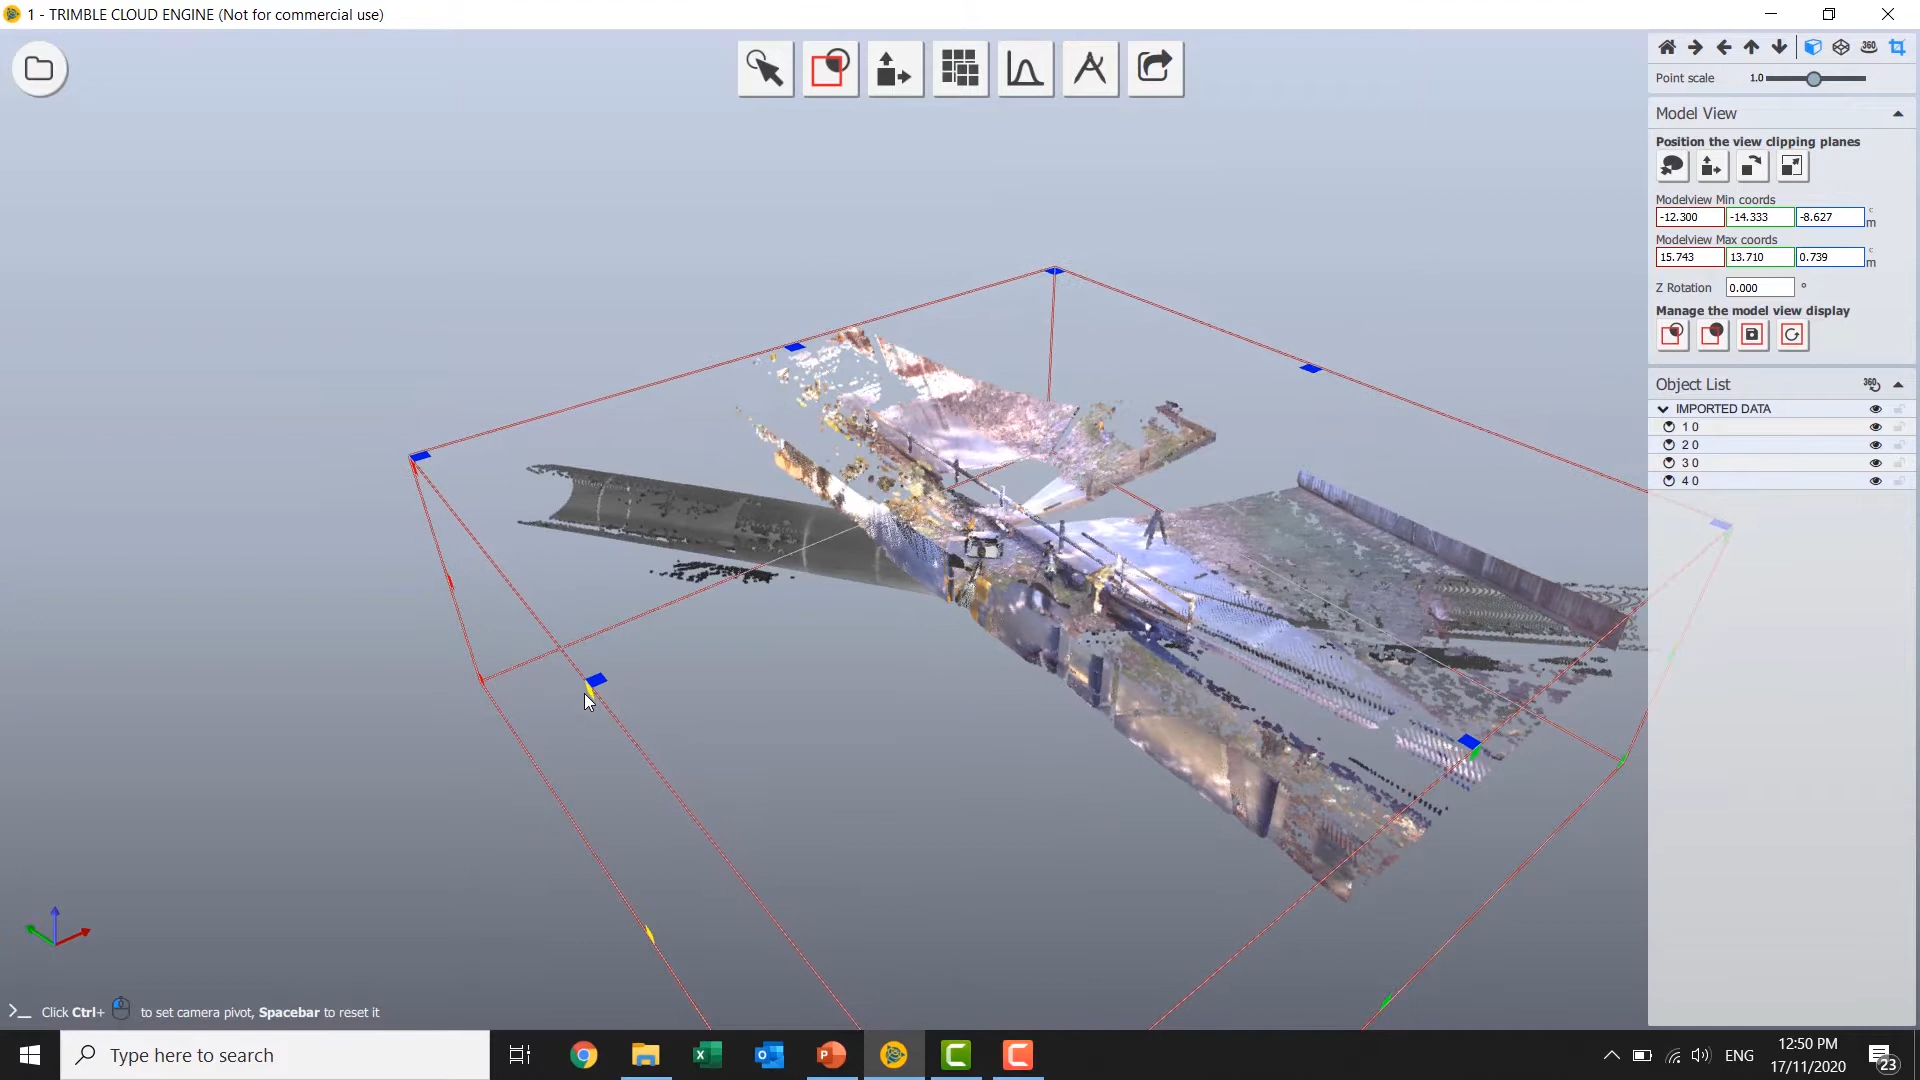 1 - TRIMBLE CLOUD ENGINE (Not for commercial use)
360
Point scale 1.0
Model View
Position the view clipping planes
Modelview Min coords
-12.300 -14.333 -8.627 m
Modelview Max coords
15.743 13.710 0.739 m
Z Rotation 0.000 °
Manage the model view display
Object List 360
IMPORTED DATA
1 0
2 0
3 0
4 0
>_ Click Ctrl+ to set camera pivot, Spacebar to reset it
Type here to search
ENG
12:50 PM
17/11/2020
23